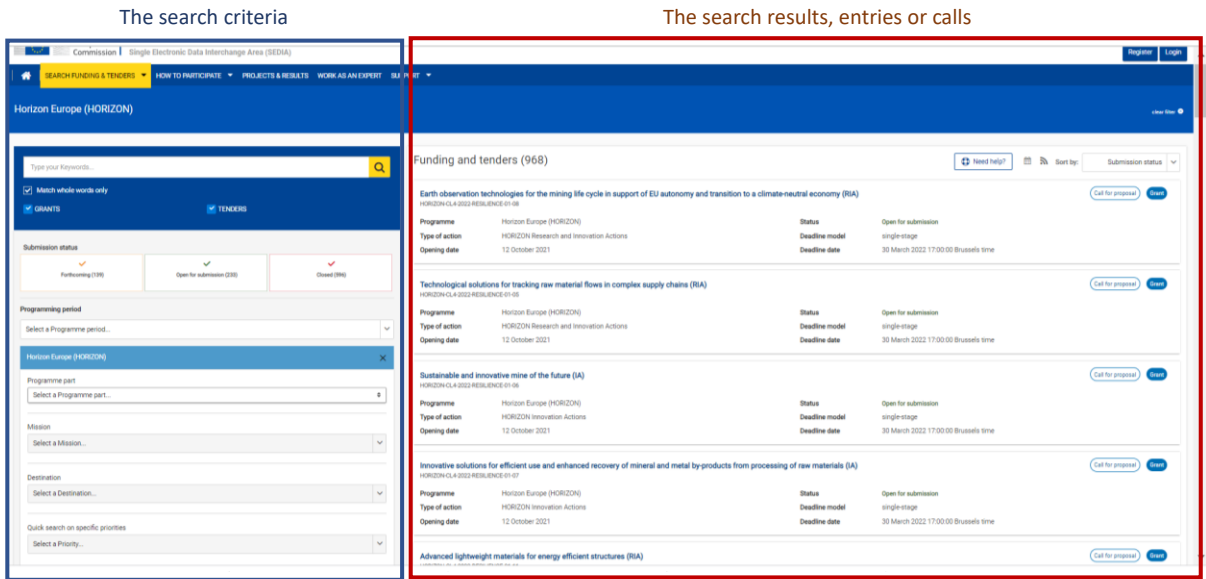 The search criteria
The search results, entries or calls
Commission | Single Electronic Data Interchange Area (SEDIA)
Register Login
SEARCH FUNDING & TENDERS HOW TO PARTICIPATE PROJECTS & RESULTS WORK AS AN EXPERT SUPPORT
Horizon Europe (HORIZON)
clear filter
Type your Keywords...
Match whole words only
GRANTS TENDERS
Submission status
Forthcoming (139) Open for submission (233) Closed (596)
Programming period
Select a Programme period...
Horizon Europe (HORIZON)
Programme part
Select a Programme part...
Mission
Select a Mission...
Destination
Select a Destination...
Quick search on specific priorities
Select a Priority...
Funding and tenders (968)
Need help? Sort by: Submission status
Earth observation technologies for the mining life cycle in support of EU autonomy and transition to a climate-neutral economy (RIA)
Call for proposal Grant
HORIZON-CL4-2022-RESILIENCE-01-08
Programme Horizon Europe (HORIZON) Status Open for submission
Type of action HORIZON Research and Innovation Actions Deadline model single-stage
Opening date 12 October 2021 Deadline date 30 March 2022 17:00:00 Brussels time
Technological solutions for tracking raw material flows in complex supply chains (RIA)
Call for proposal Grant
HORIZON-CL4-2022-RESILIENCE-01-05
Programme Horizon Europe (HORIZON) Status Open for submission
Type of action HORIZON Research and Innovation Actions Deadline model single-stage
Opening date 12 October 2021 Deadline date 30 March 2022 17:00:00 Brussels time
Sustainable and innovative mine of the future (IA)
Call for proposal Grant
HORIZON-CL4-2022-RESILIENCE-01-06
Programme Horizon Europe (HORIZON) Status Open for submission
Type of action HORIZON Innovation Actions Deadline model single-stage
Opening date 12 October 2021 Deadline date 30 March 2022 17:00:00 Brussels time
Innovative solutions for efficient use and enhanced recovery of mineral and metal by-products from processing of raw materials (IA)
Call for proposal Grant
HORIZON-CL4-2022-RESILIENCE-01-07
Programme Horizon Europe (HORIZON) Status Open for submission
Type of action HORIZON Innovation Actions Deadline model single-stage
Opening date 12 October 2021 Deadline date 30 March 2022 17:00:00 Brussels time
Advanced lightweight materials for energy efficient structures (RIA)
Call for proposal Grant